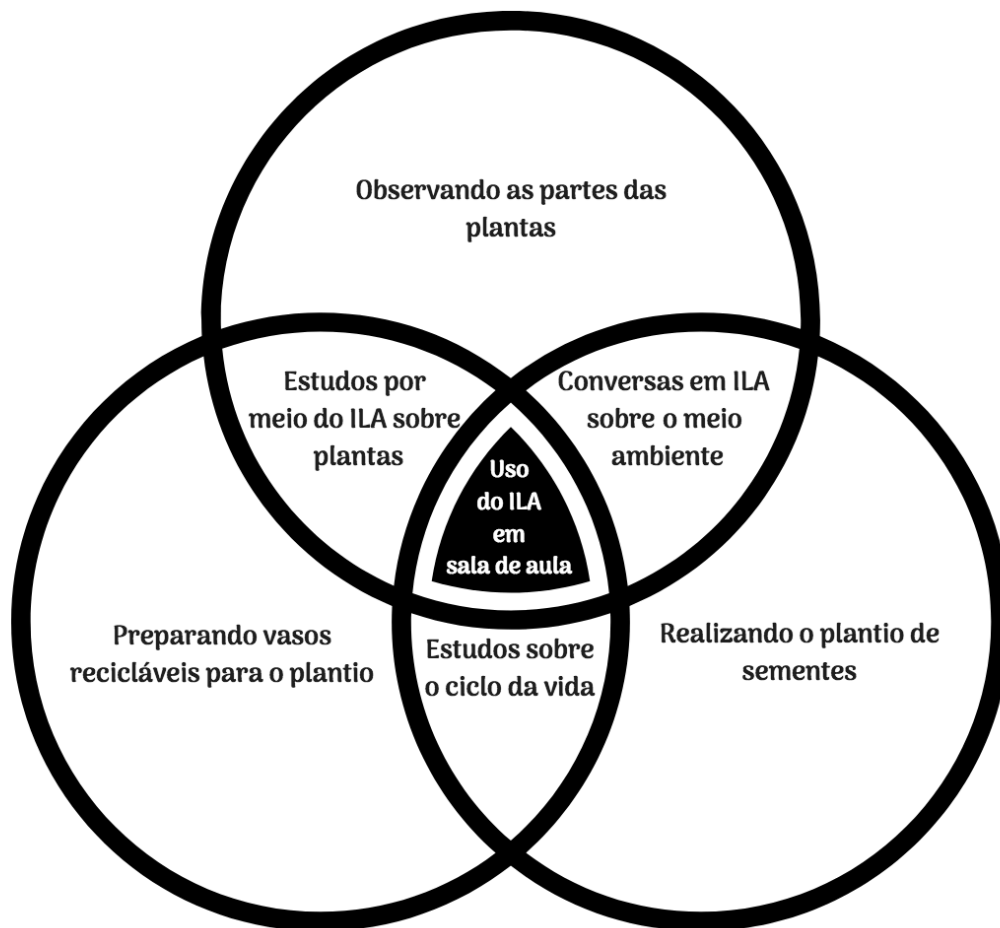 Observando as partes das
plantas
Estudos por
meio do ILA sobre
plantas
Conversas em ILA
sobre o meio
ambiente
Uso
do ILA
em
sala de aula
Preparando vasos
recicláveis para o plantio
Estudos sobre
o ciclo da vida
Realizando o plantio de
sementes